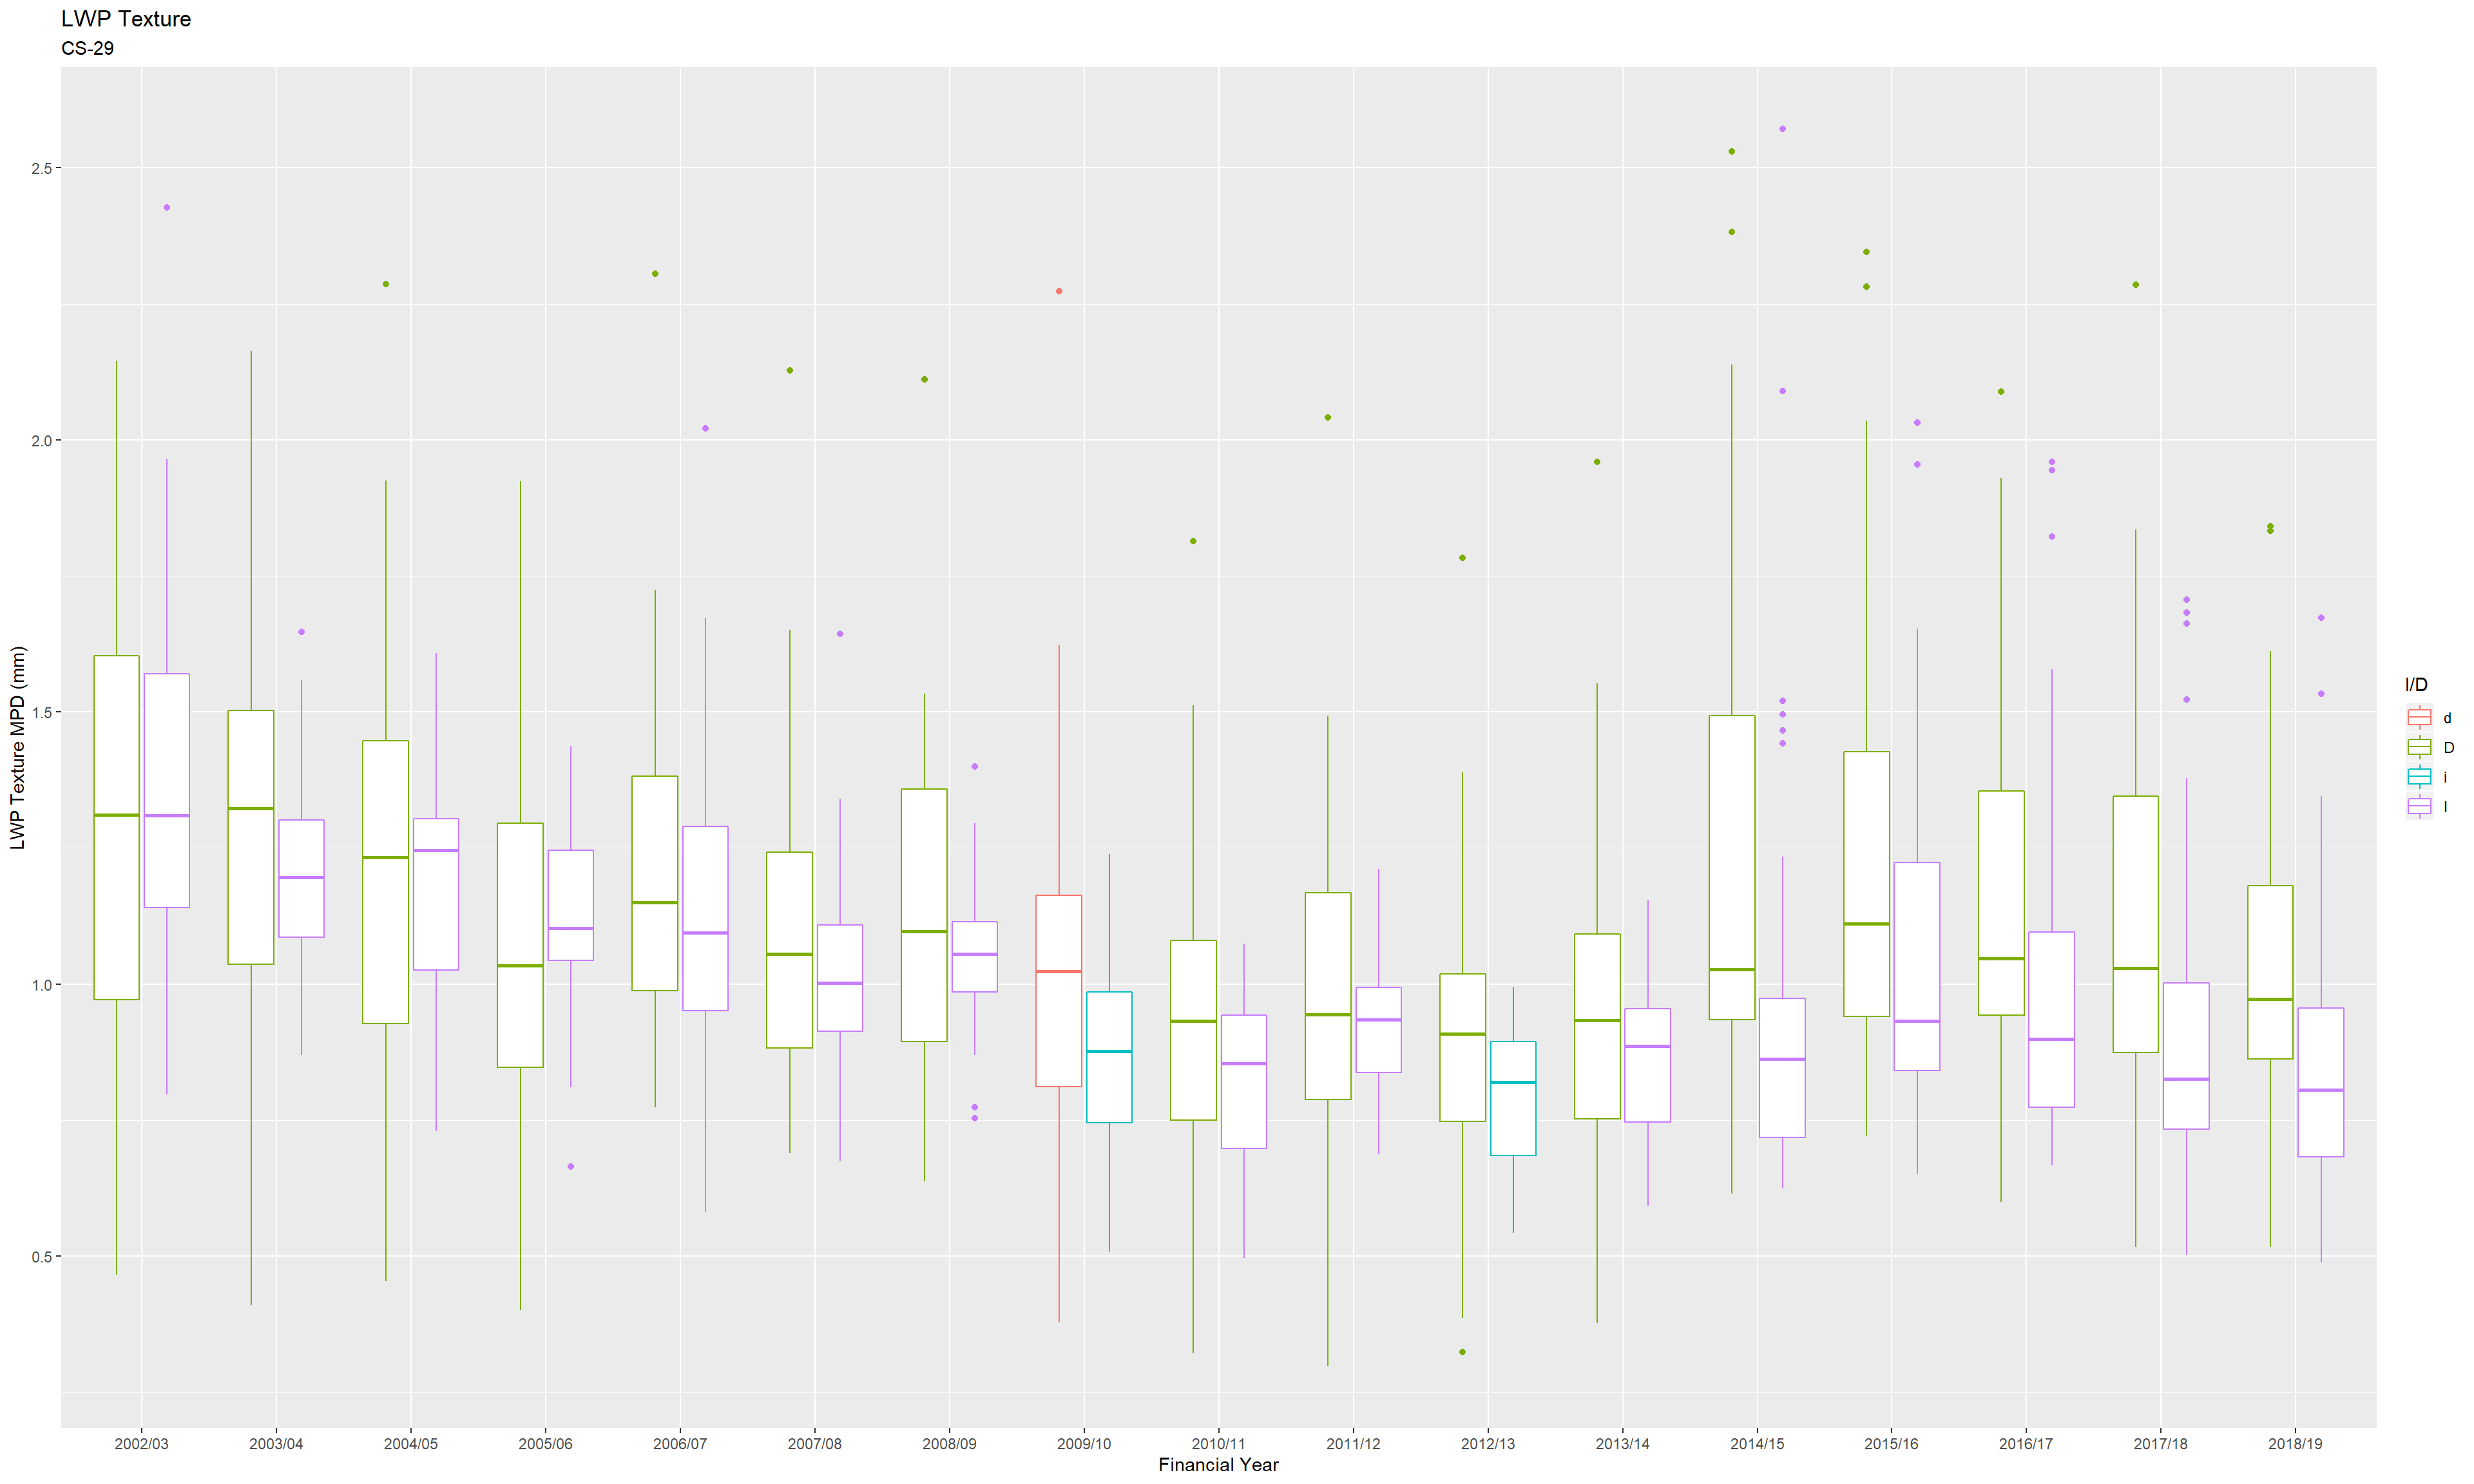 LWP Texture
CS-29
LWP Texture MPD (mm)
2.5
2.0
1.5
1.0
0.5
2002/03 2003/04 2004/05 2005/06 2006/07 2007/08 2008/09 2009/10 2010/11 2011/12 2012/13 2013/14 2014/15 2015/16 2016/17 2017/18 2018/19
Financial Year
I/D
d
D
i
I